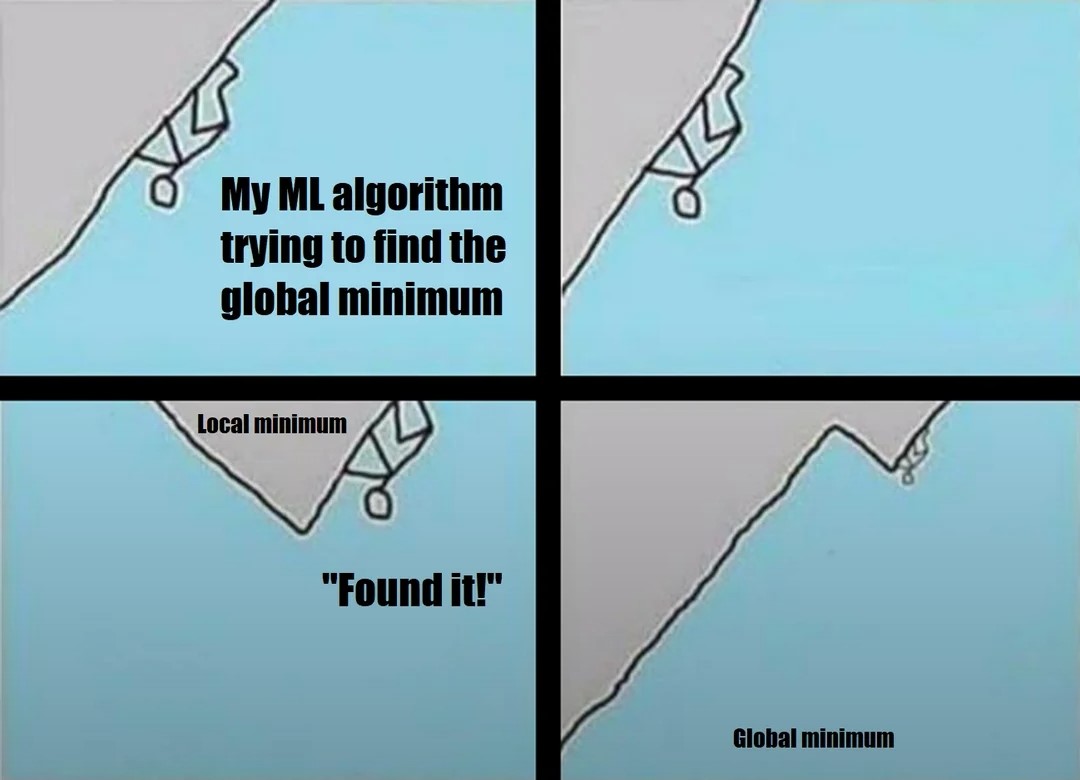 My ML algorithm
trying to find the
global minimum
Local minimum
"Found it!"
Global minimum